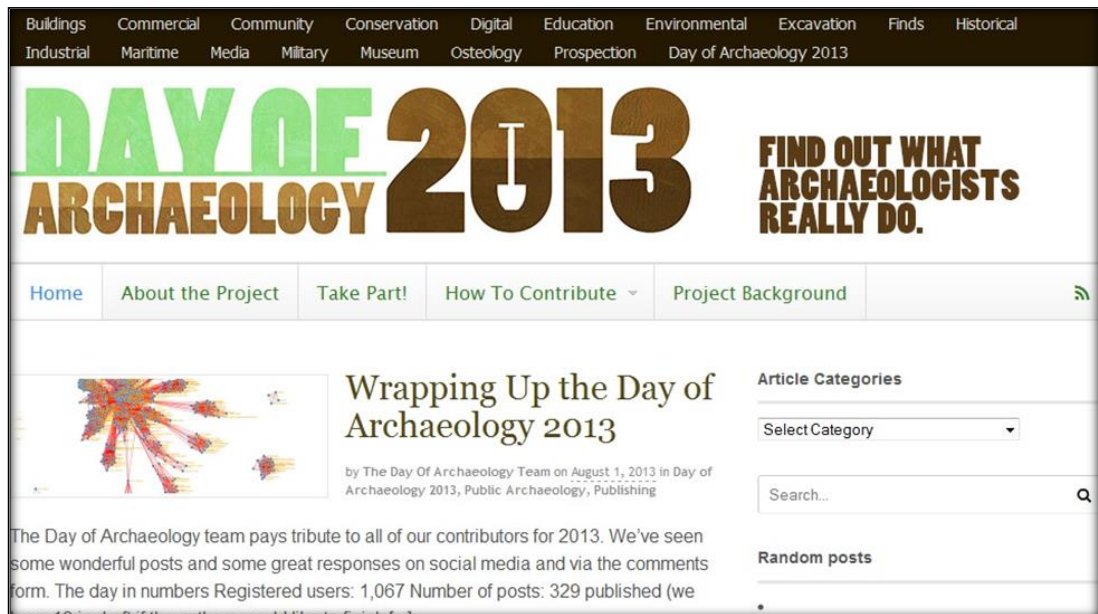 Buildings Commercial Community Conservation Digital Education Environmental Excavation Finds Historical
Industrial Maritime Media Military Museum Osteology Prospection Day of Archaeology 2013
DAY OF 2013
ARCHAEOLOGY
FIND OUT WHAT
ARCHAEOLOGISTS
REALLY DO.
Home About the Project Take Part! How To Contribute Project Background
Wrapping Up the Day of
Archaeology 2013
by The Day Of Archaeology Team on August 1, 2013 in Day of
Archaeology 2013, Public Archaeology, Publishing
The Day of Archaeology team pays tribute to all of our contributors for 2013. We've seen
some wonderful posts and some great responses on social media and via the comments
form. The day in numbers Registered users: 1,067 Number of posts: 329 published (we
Article Categories
Select Category
Search...
Random posts